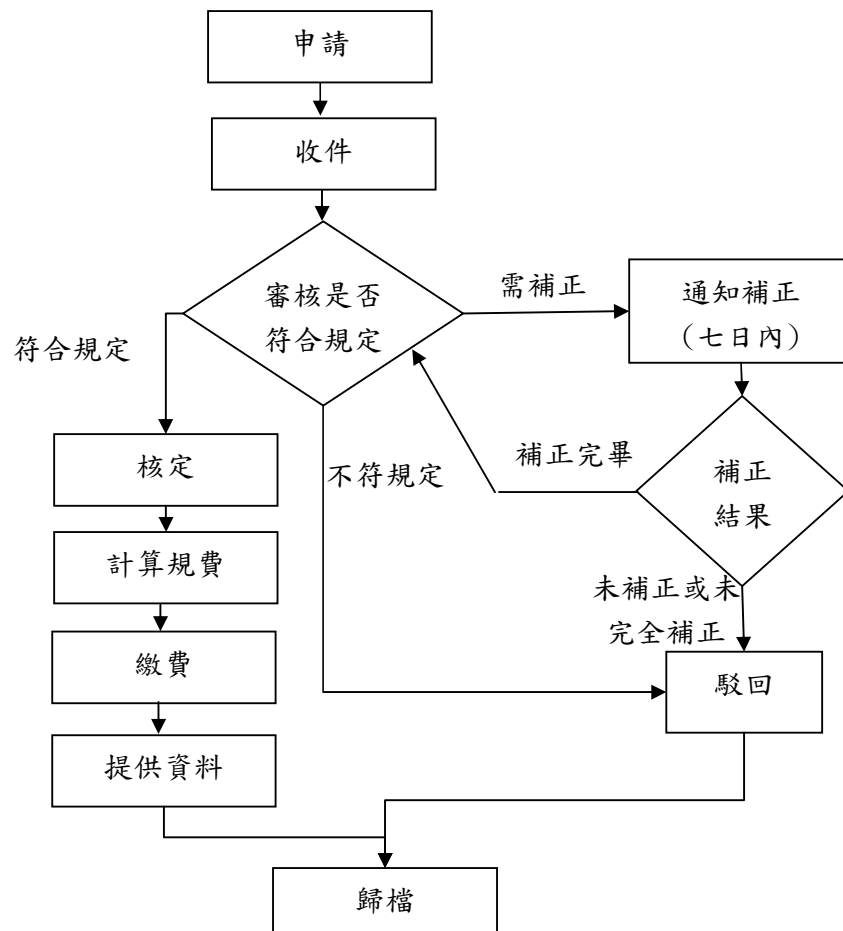 申請
收件
審核是否
符合規定
需補正
通知補正
（七日內）
符合規定
核定
不符規定
補正完畢
補正
結果
計算規費
未補正或未
完全補正
繳費
駁回
提供資料
歸檔